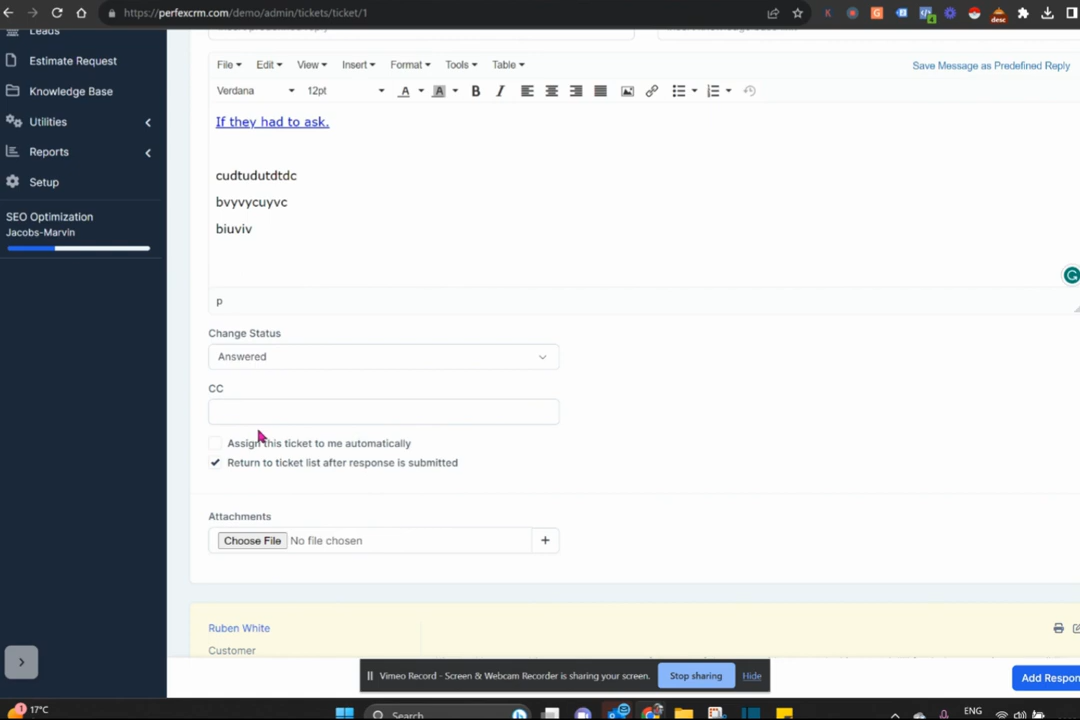 https://perfexcrm.com/demo/admin/tickets/ticket/1
Leads
Estimate Request
Knowledge Base
Utilities
Reports
Setup
SEO Optimization
Jacobs-Marvin
File Edit View Insert Format Tools Table
Save Message as Predefined Reply
Verdana 12pt A A B I
If they had to ask.
cudtudutdtdc
bvyvycuyvc
biuviv
p
Change Status
Answered
CC
Assign this ticket to me automatically
Return to ticket list after response is submitted
Attachments
Choose File No file chosen +
Ruben White
Customer
Vimeo Record - Screen & Webcam Recorder is sharing your screen. Stop sharing Hide
Add Respon
17°C
Search
ENG